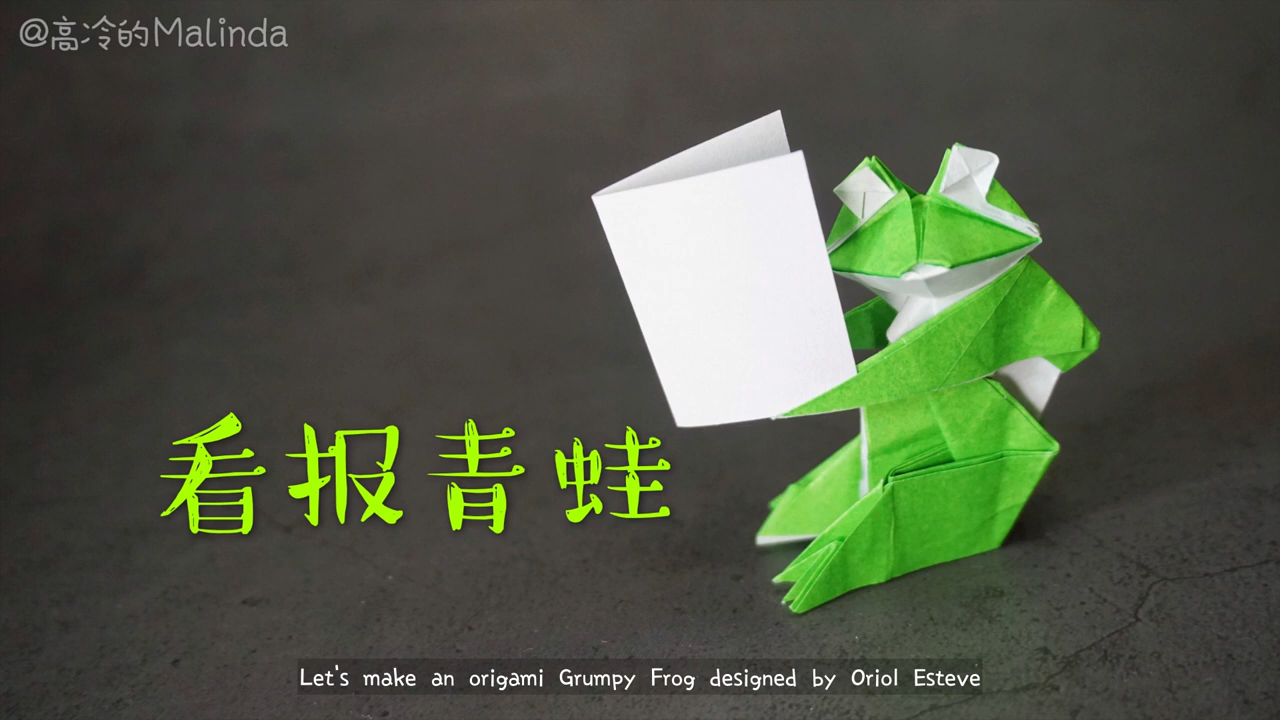 @高冷的Malinda
看报青蛙
Let's make an origami Grumpy Frog designed by Oriol Esteve